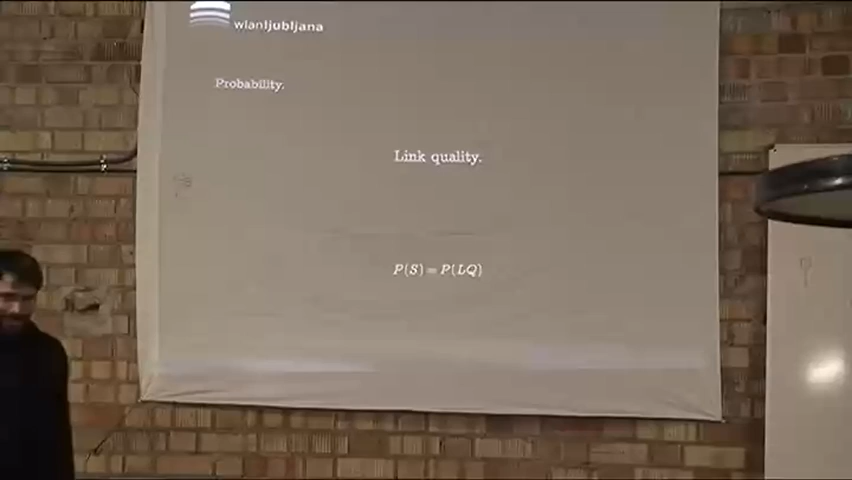 wlanljubljana
Probability.
Link quality.
P(S) = P(LQ)